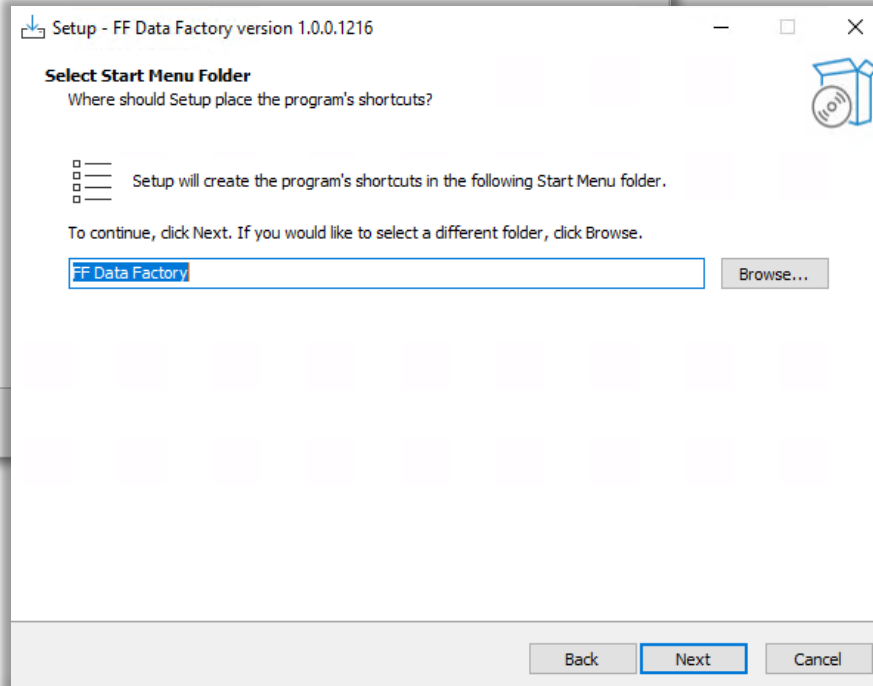 Setup - FF Data Factory version 1.0.0.1216
Select Start Menu Folder
Where should Setup place the program's shortcuts?
Setup will create the program's shortcuts in the following Start Menu folder.
To continue, click Next. If you would like to select a different folder, click Browse.
FF Data Factory
Browse...
Back
Next
Cancel